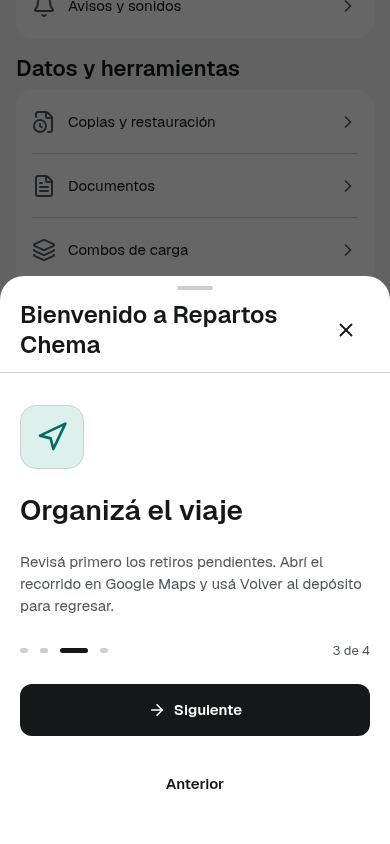 Avisos y sonidos
Datos y herramientas
Copias y restauración
Documentos
Combos de carga
Bienvenido a Repartos
Chema
Organizá el viaje
Revisá primero los retiros pendientes. Abrí el
recorrido en Google Maps y usá Volver al depósito
para regresar.
3 de 4
Siguiente
Anterior